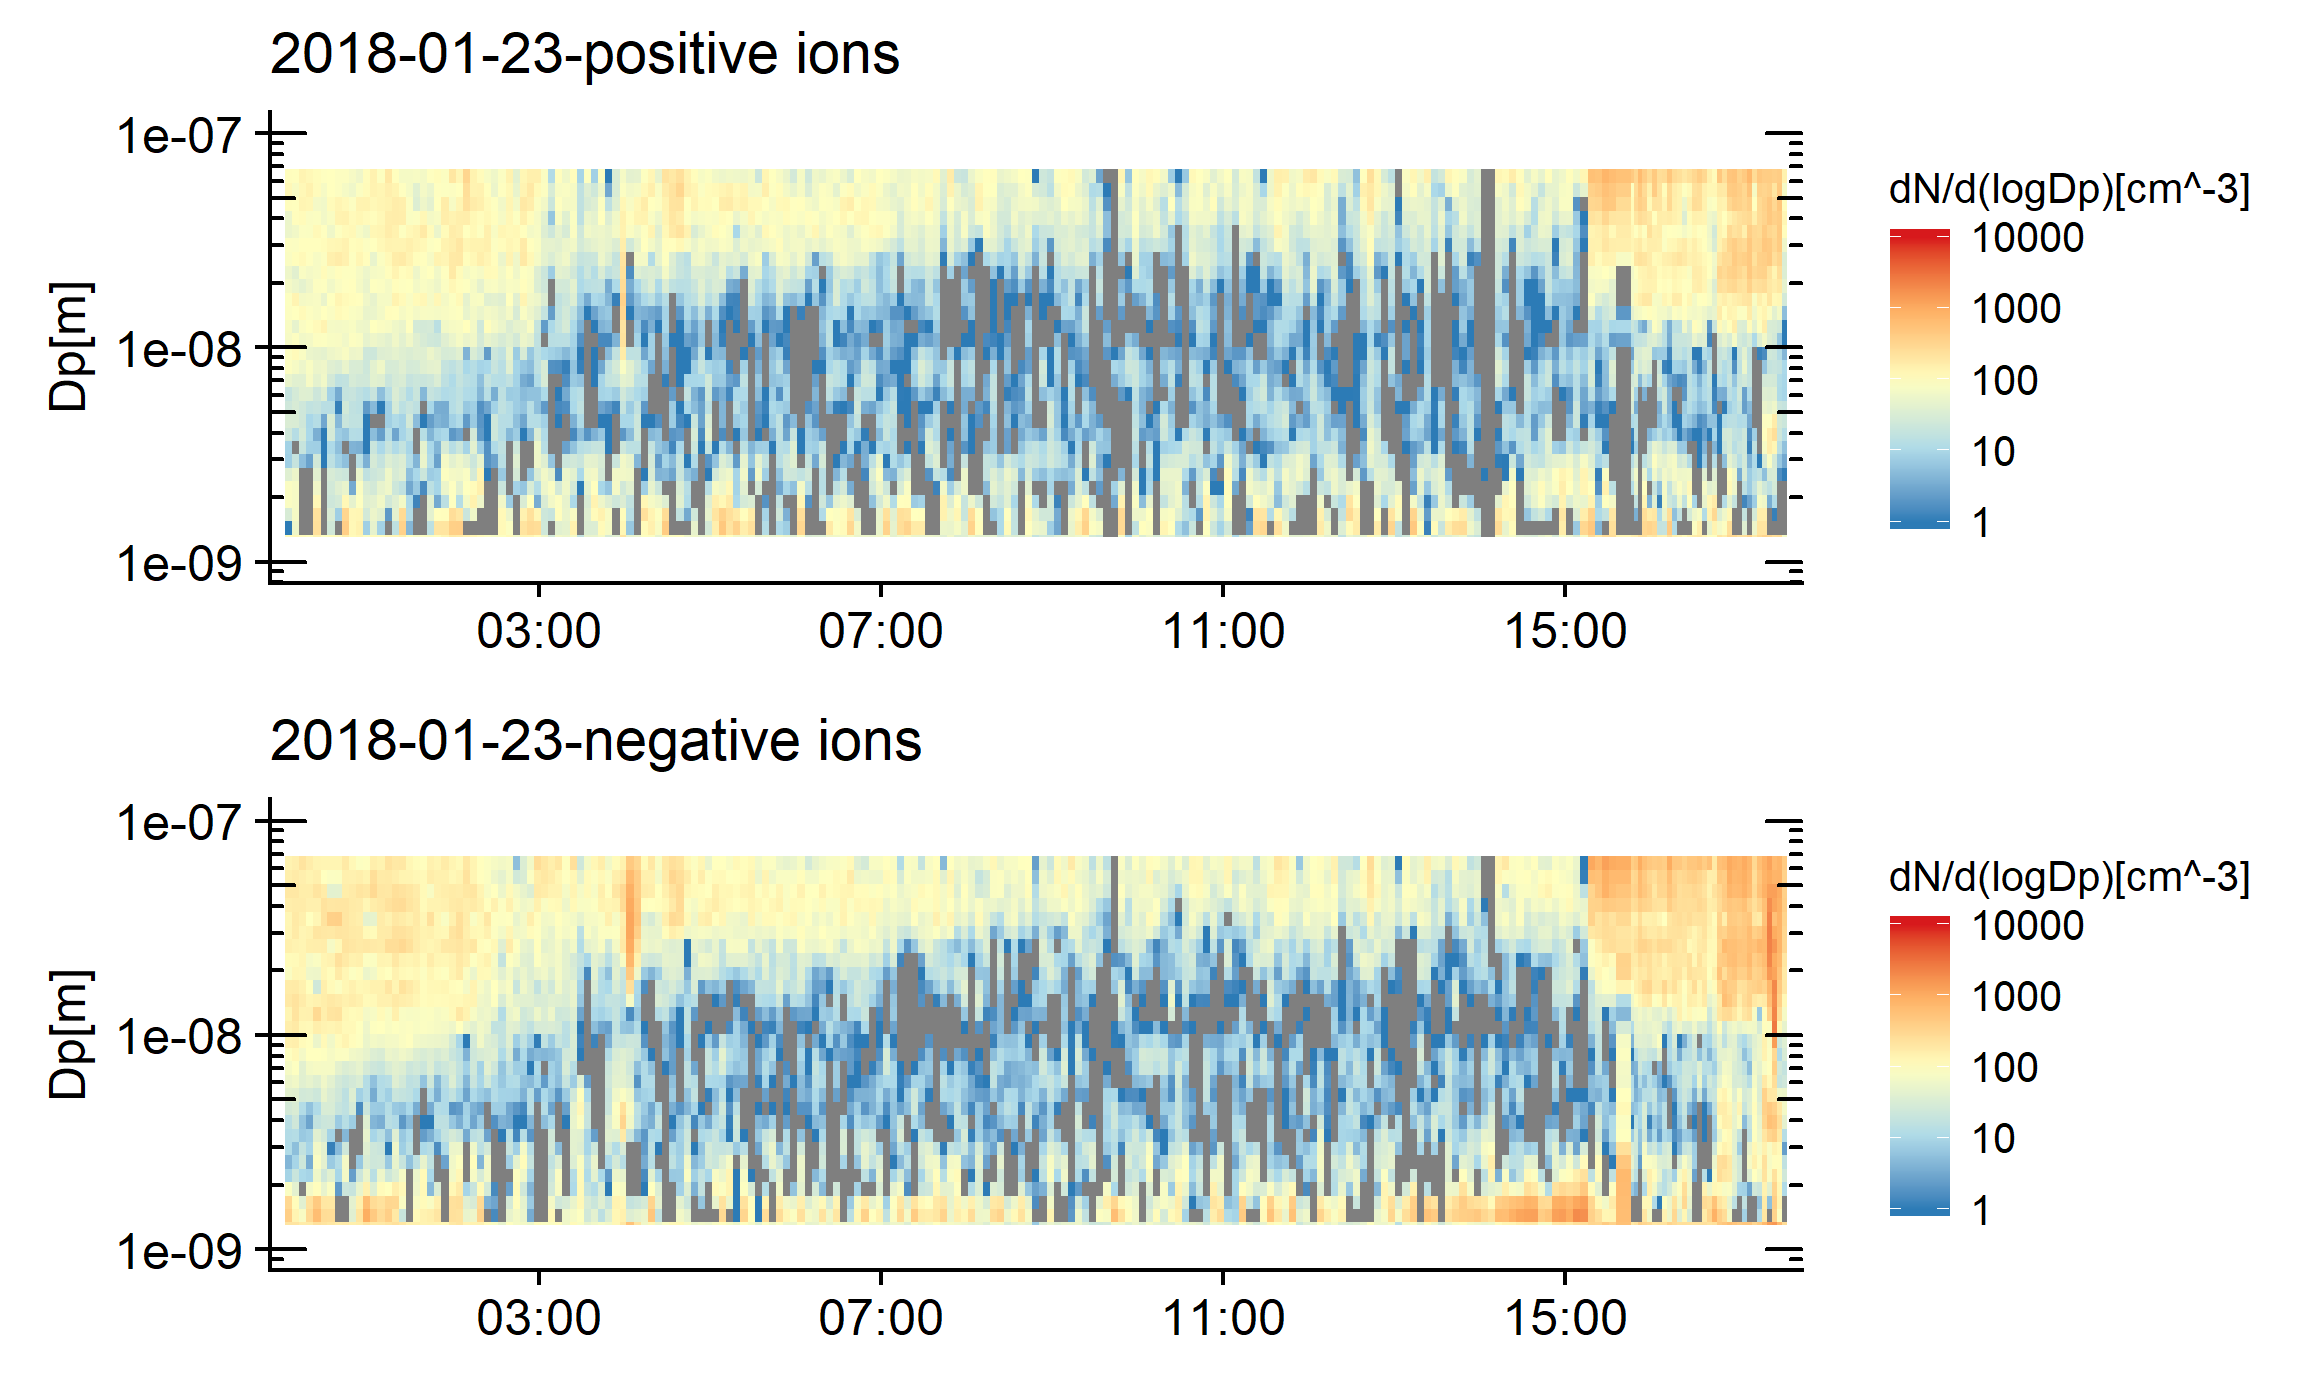 2018-01-23-positive ions
1e-07
1e-08
1e-09
Dp[m]
03:00 07:00 11:00 15:00
dN/d(logDp)[cm^-3]
10000
1000
100
10
1
2018-01-23-negative ions
1e-07
1e-08
1e-09
Dp[m]
03:00 07:00 11:00 15:00
dN/d(logDp)[cm^-3]
10000
1000
100
10
1